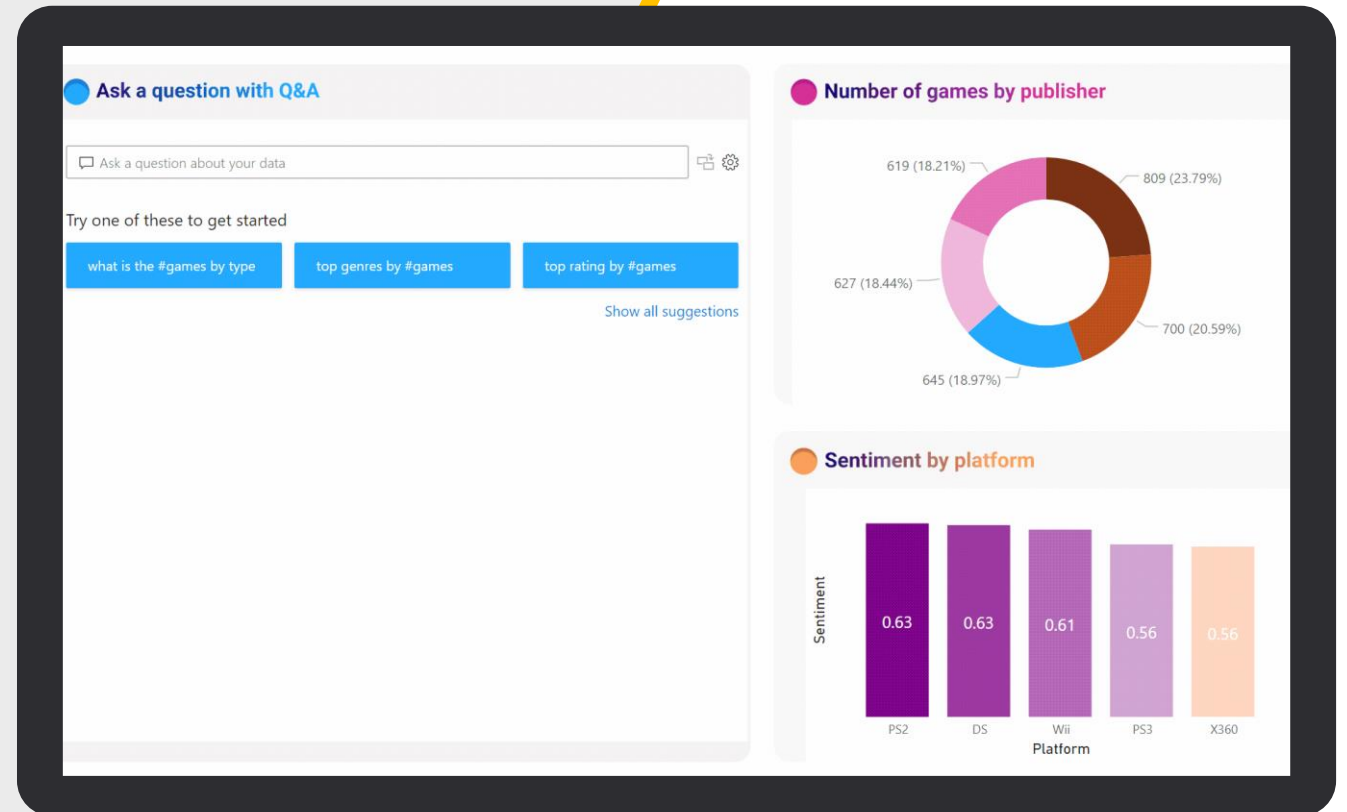 Ask a question with Q&A
Ask a question about your data
Try one of these to get started
what is the #games by type
top genres by #games
top rating by #games
Show all suggestions
Number of games by publisher
619 (18.21%)
809 (23.79%)
627 (18.44%)
700 (20.59%)
645 (18.97%)
Sentiment by platform
Sentiment
0.63
0.63
0.61
0.56
0.56
PS2
DS
Wii
PS3
X360
Platform